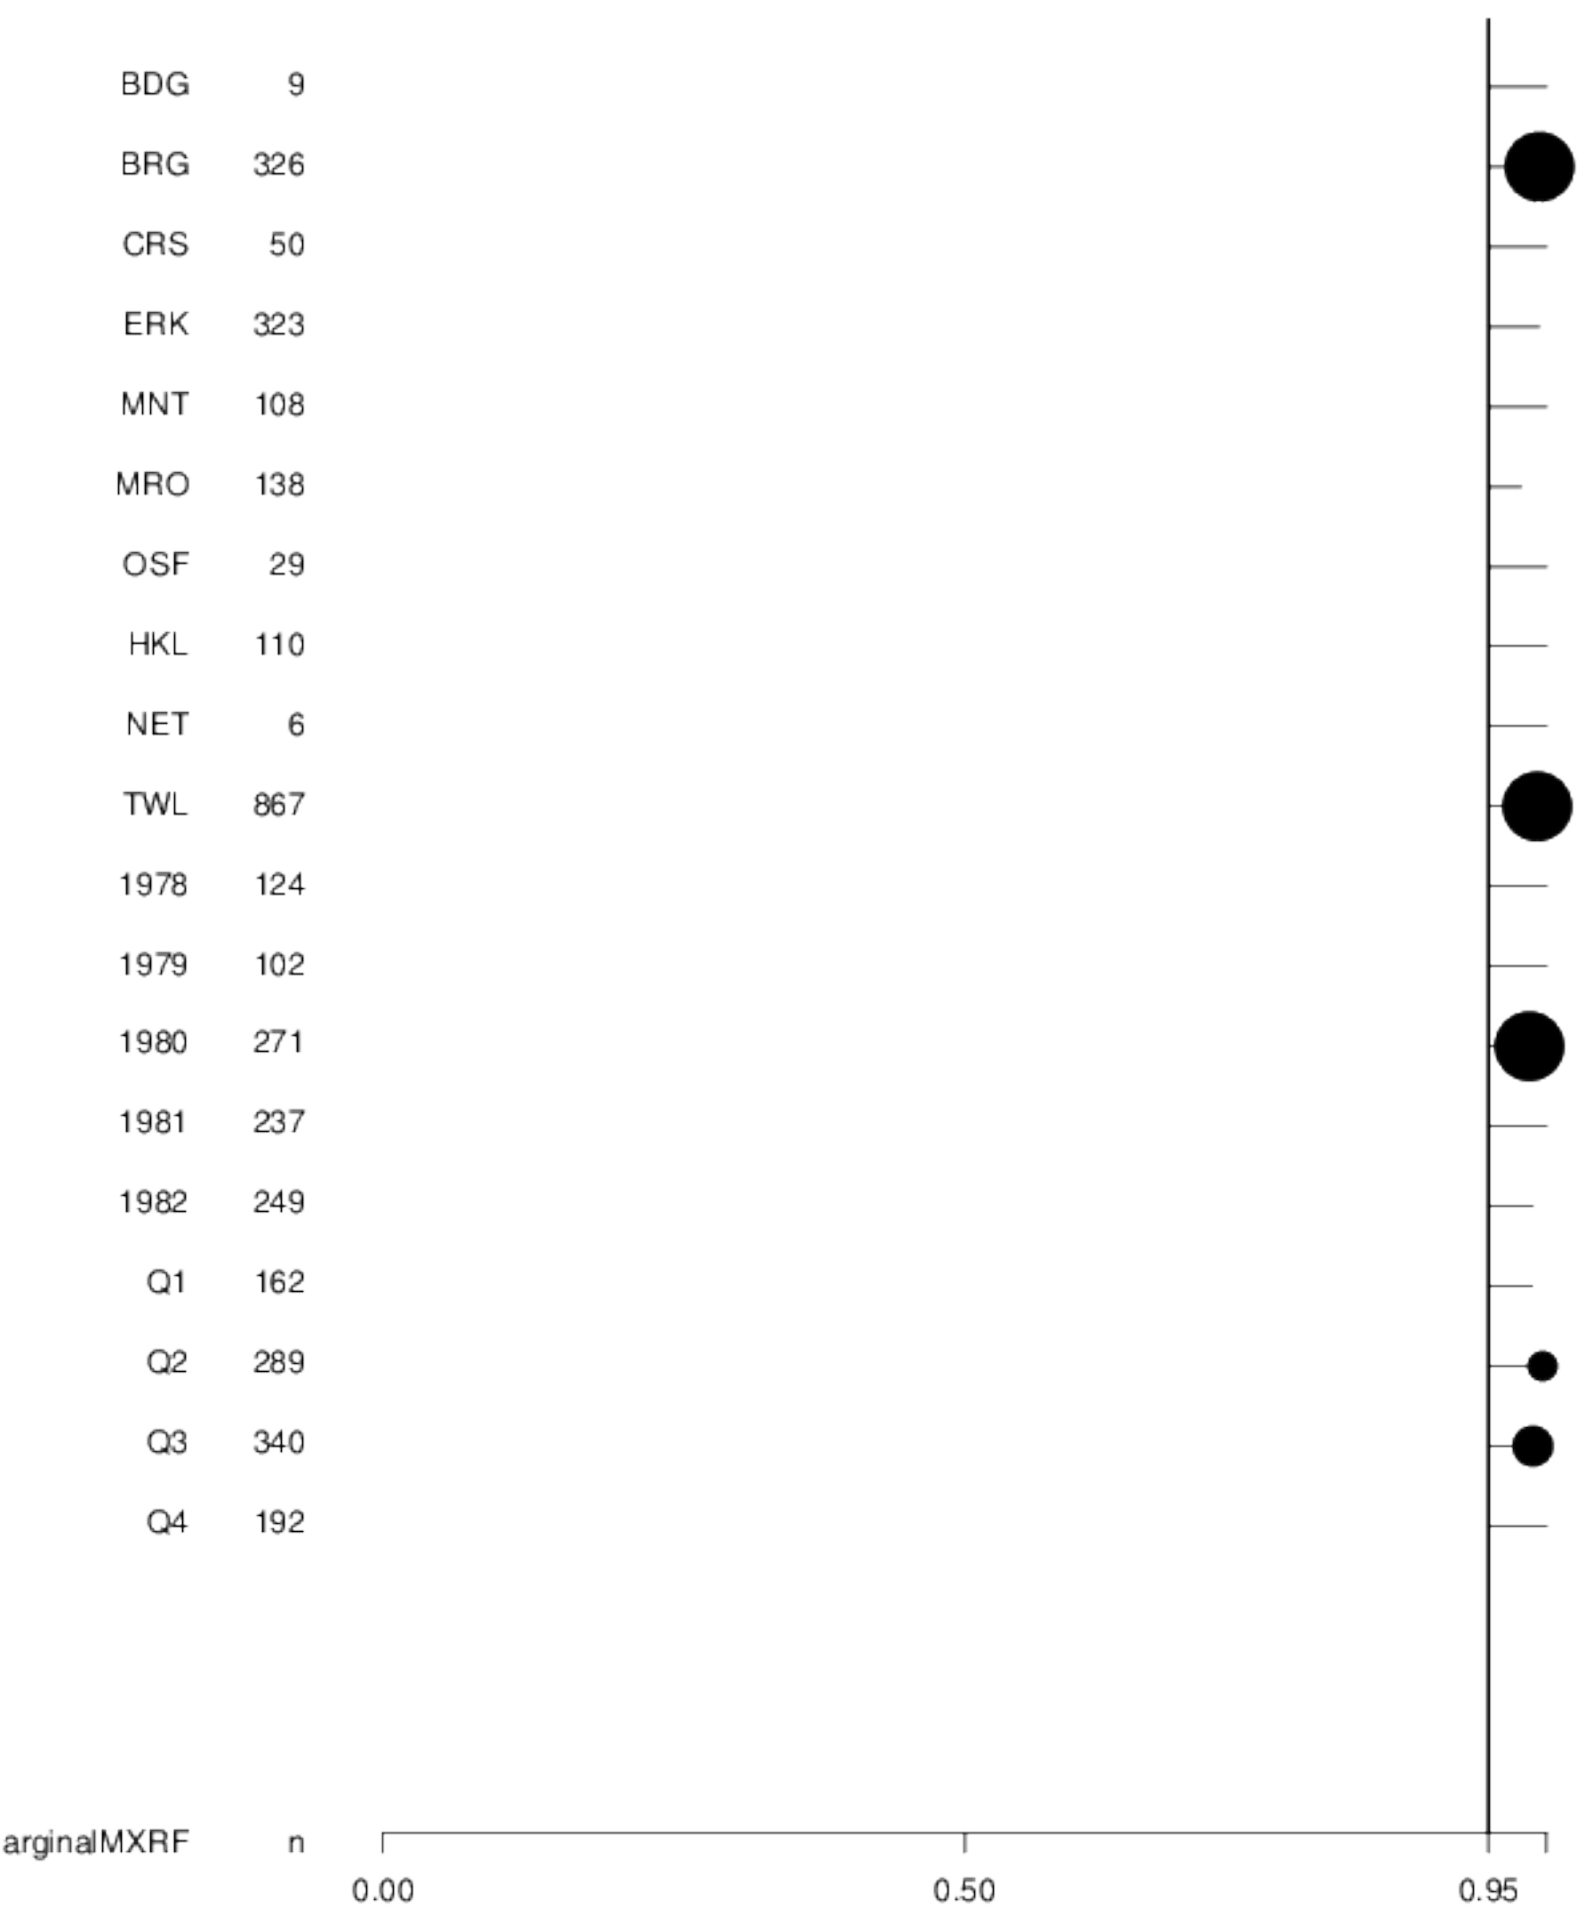 BDG 9
BRG 326
CRS 50
ERK 323
MNT 108
MRO 138
OSF 29
HKL 110
NET 6
TWL 867
1978 124
1979 102
1980 271
1981 237
1982 249
Q1 162
Q2 289
Q3 340
Q4 192
arginalMXRF n
0.00 0.50 0.95